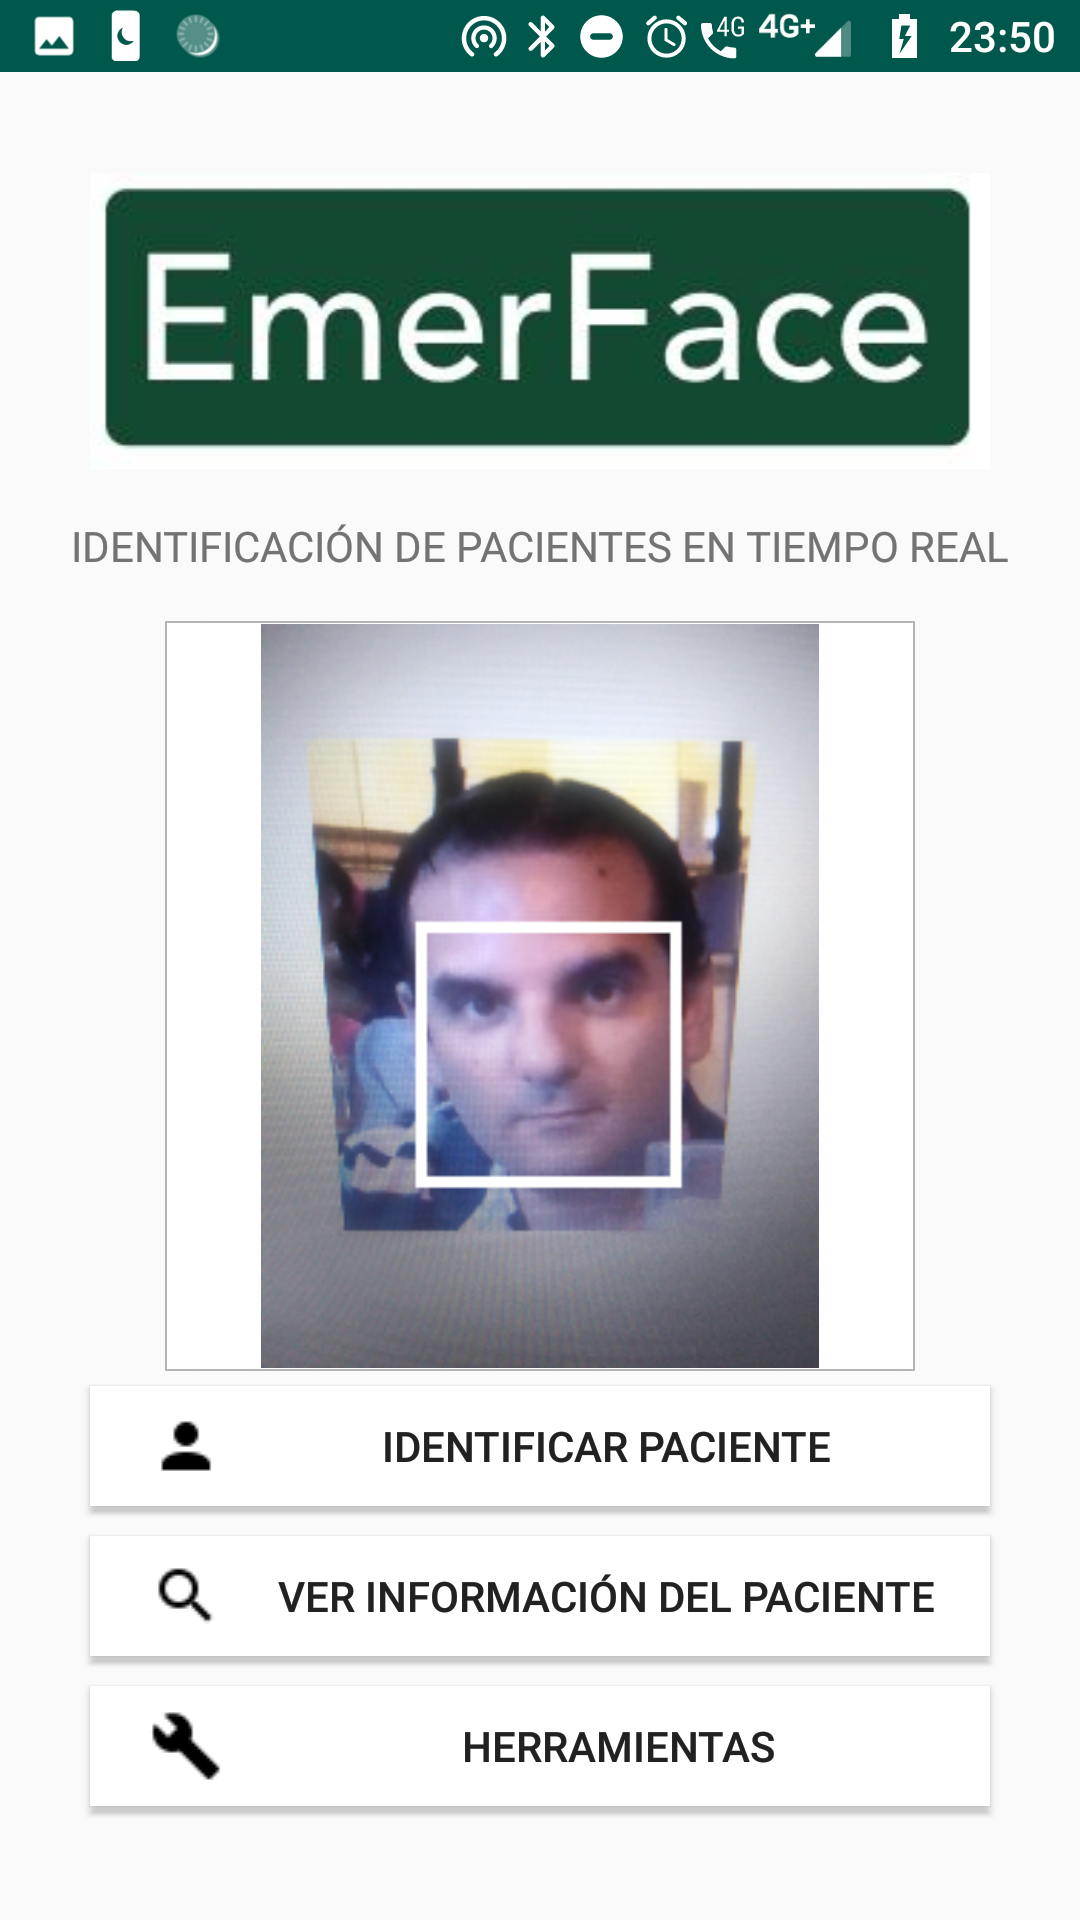 4G 4G+ 23:50
EmerFace
IDENTIFICACIÓN DE PACIENTES EN TIEMPO REAL
IDENTIFICAR PACIENTE
VER INFORMACIÓN DEL PACIENTE
HERRAMIENTAS